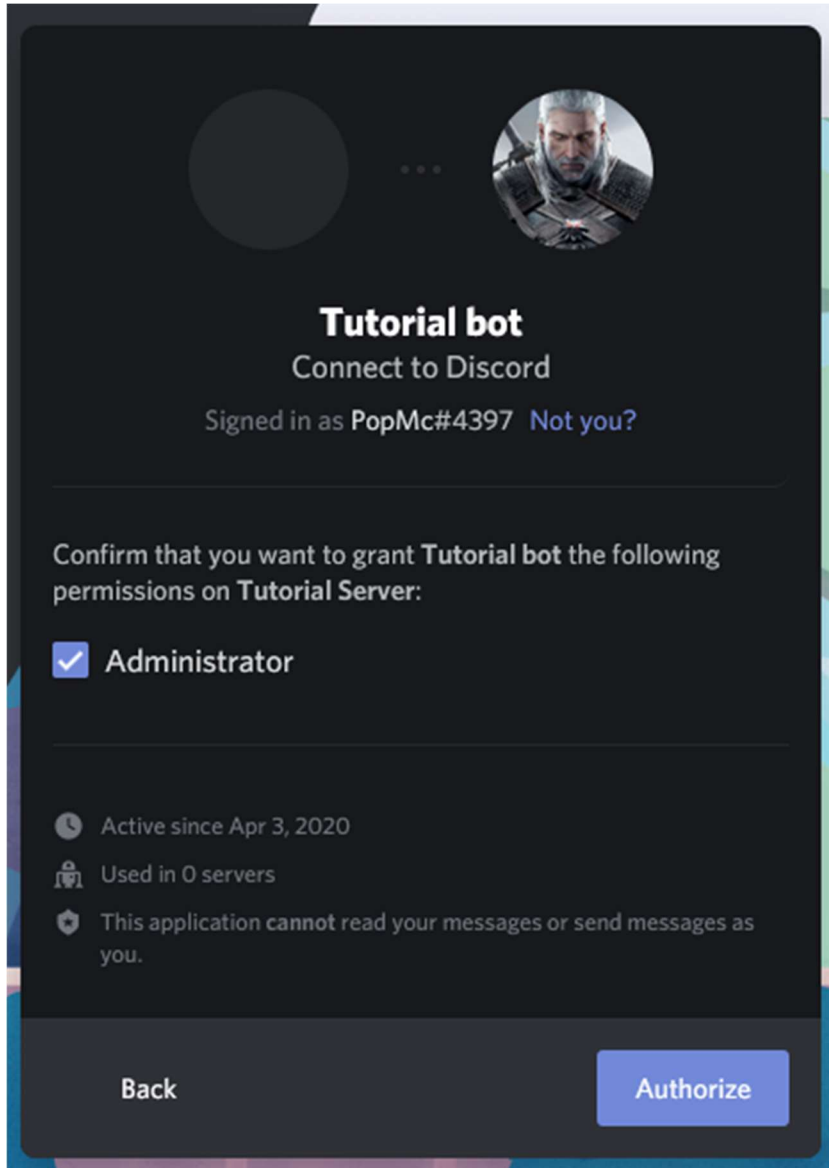 Tutorial bot
Connect to Discord
Signed in as PopMc#4397 Not you?
Confirm that you want to grant Tutorial bot the following
permissions on Tutorial Server:
Administrator
Active since Apr 3, 2020
Used in 0 servers
This application cannot read your messages or send messages as
you.
Back
Authorize